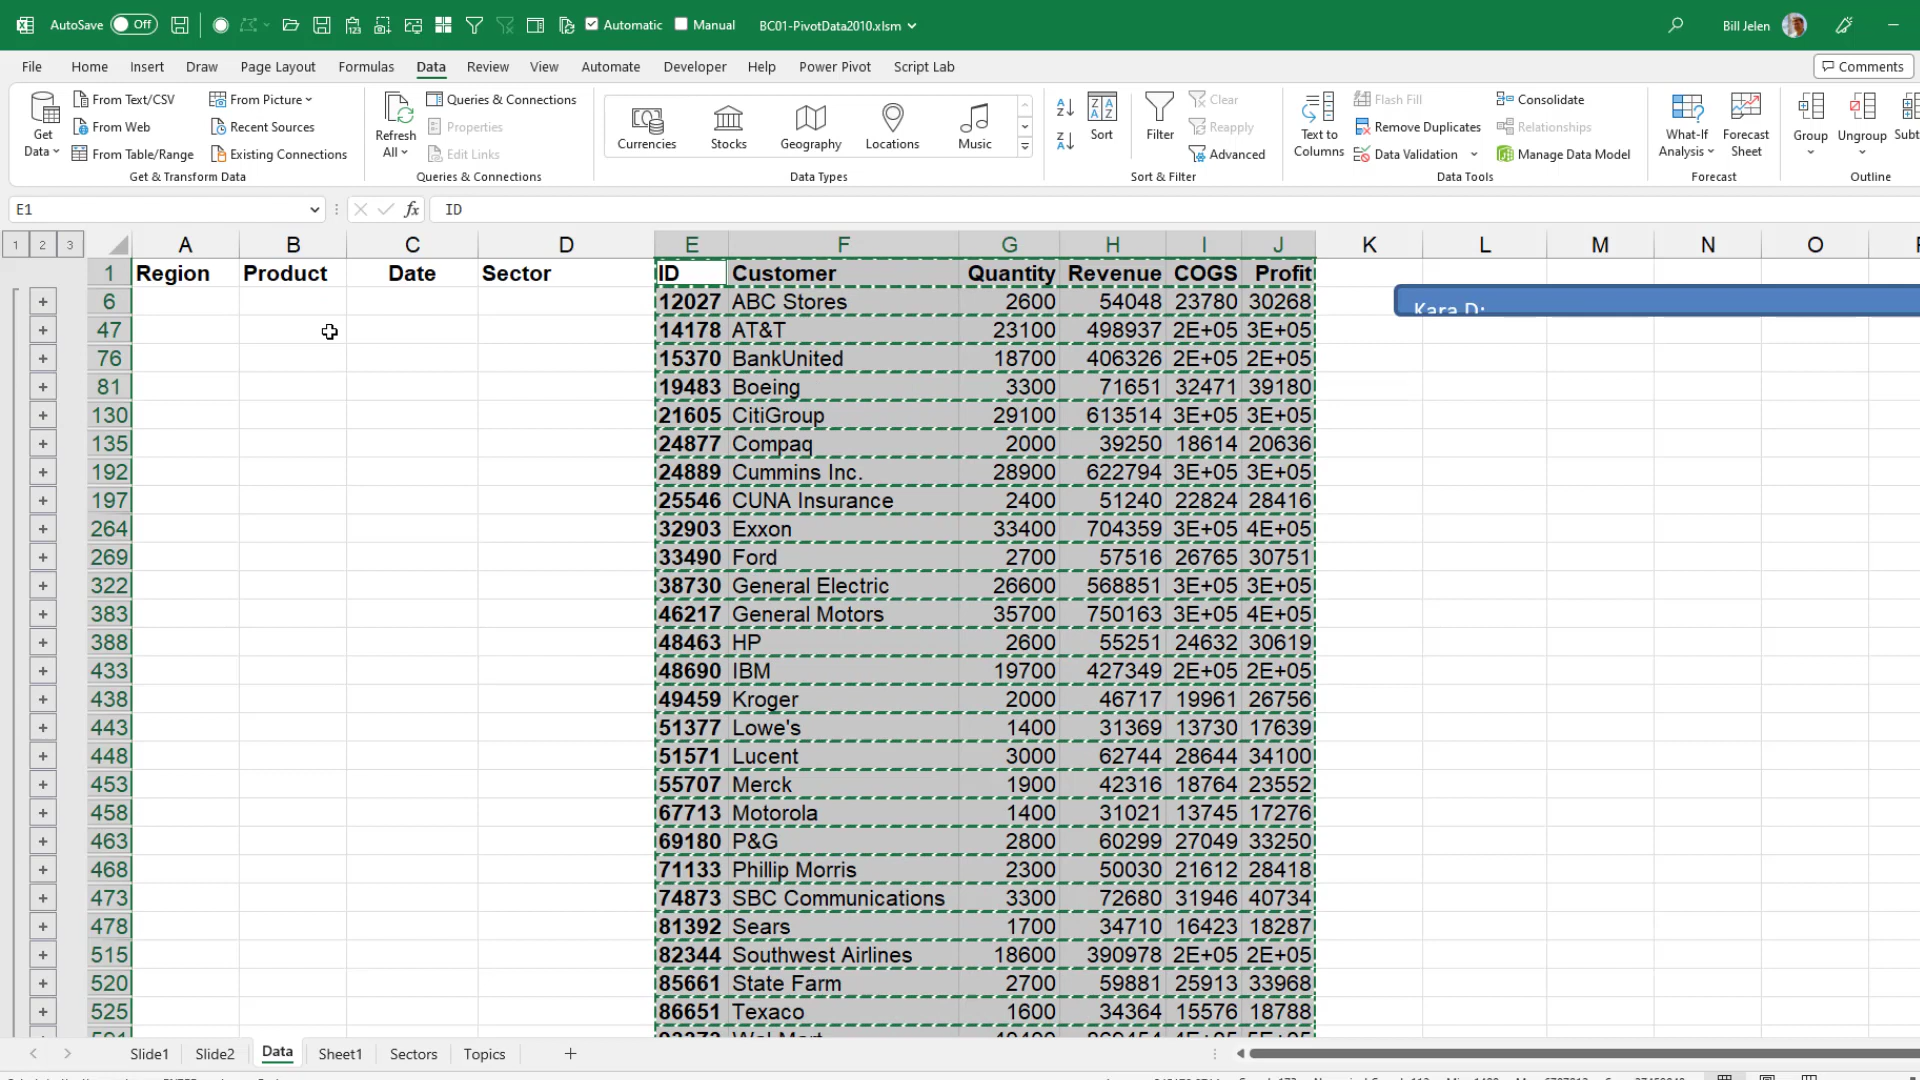 AutoSave Off Automatic Manual BC01-PivotData2010.xlsm Bill Jelen
File Home Insert Draw Page Layout Formulas Data Review View Automate Developer Help Power Pivot Script Lab Comments
Get Data
From Text/CSV
From Web
From Table/Range
From Picture
Recent Sources
Existing Connections
Get & Transform Data
Refresh All
Queries & Connections
Properties
Edit Links
Queries & Connections
Currencies Stocks Geography Locations Music
Data Types
Sort
Filter
Clear
Reapply
Advanced
Sort & Filter
Text to Columns
Flash Fill
Remove Duplicates
Data Validation
Consolidate
Relationships
Manage Data Model
Data Tools
What-If Analysis
Forecast Sheet
Forecast
Group Ungroup
Outline
E1 fx ID
1 2 3 A B C D E F G H I J K L M N O
1 Region Product Date Sector ID Customer Quantity Revenue COGS Profit
6 12027 ABC Stores 2600 54048 23780 30268
Kara D:
47 14178 AT&T 23100 498937 2E+05 3E+05
76 15370 BankUnited 18700 406326 2E+05 2E+05
81 19483 Boeing 3300 71651 32471 39180
130 21605 CitiGroup 29100 613514 3E+05 3E+05
135 24877 Compaq 2000 39250 18614 20636
192 24889 Cummins Inc. 28900 622794 3E+05 3E+05
197 25546 CUNA Insurance 2400 51240 22824 28416
264 32903 Exxon 33400 704359 3E+05 4E+05
269 33490 Ford 2700 57516 26765 30751
322 38730 General Electric 26600 568851 3E+05 3E+05
383 46217 General Motors 35700 750163 3E+05 4E+05
388 48463 HP 2600 55251 24632 30619
433 48690 IBM 19700 427349 2E+05 2E+05
438 49459 Kroger 2000 46717 19961 26756
443 51377 Lowe's 1400 31369 13730 17639
448 51571 Lucent 3000 62744 28644 34100
453 55707 Merck 1900 42316 18764 23552
458 67713 Motorola 1400 31021 13745 17276
463 69180 P&G 2800 60299 27049 33250
468 71133 Phillip Morris 2300 50030 21612 28418
473 74873 SBC Communications 3300 72680 31946 40734
478 81392 Sears 1700 34710 16423 18287
515 82344 Southwest Airlines 18600 390978 2E+05 2E+05
520 85661 State Farm 2700 59881 25913 33968
525 86651 Texaco 1600 34364 15576 18788
Slide1 Slide2 Data Sheet1 Sectors Topics